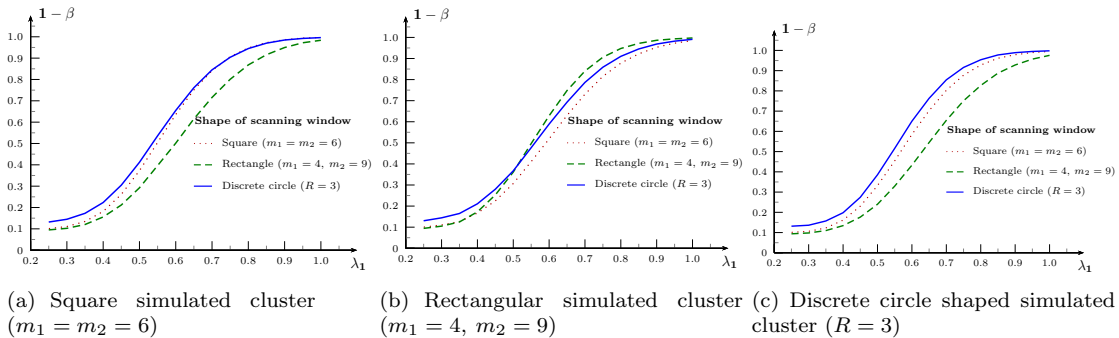 1 − β
1.0
0.9
0.8
0.7
0.6
0.5
0.4
0.3
0.2
0.1
0
0.2 0.3 0.4 0.5 0.6 0.7 0.8 0.9 1.0
λ1
Shape of scanning window
Square (m1 = m2 = 6)
Rectangle (m1 = 4, m2 = 9)
Discrete circle (R = 3)
(a) Square simulated cluster
(m1 = m2 = 6)
1 − β
1.0
0.9
0.8
0.7
0.6
0.5
0.4
0.3
0.2
0.1
0
0.2 0.3 0.4 0.5 0.6 0.7 0.8 0.9 1.0
λ1
Shape of scanning window
Square (m1 = m2 = 6)
Rectangle (m1 = 4, m2 = 9)
Discrete circle (R = 3)
(b) Rectangular simulated cluster
(m1 = 4, m2 = 9)
1 − β
1.0
0.9
0.8
0.7
0.6
0.5
0.4
0.3
0.2
0.1
0
0.2 0.3 0.4 0.5 0.6 0.7 0.8 0.9 1.0
λ1
Shape of scanning window
Square (m1 = m2 = 6)
Rectangle (m1 = 4, m2 = 9)
Discrete circle (R = 3)
(c) Discrete circle shaped simulated
cluster (R = 3)